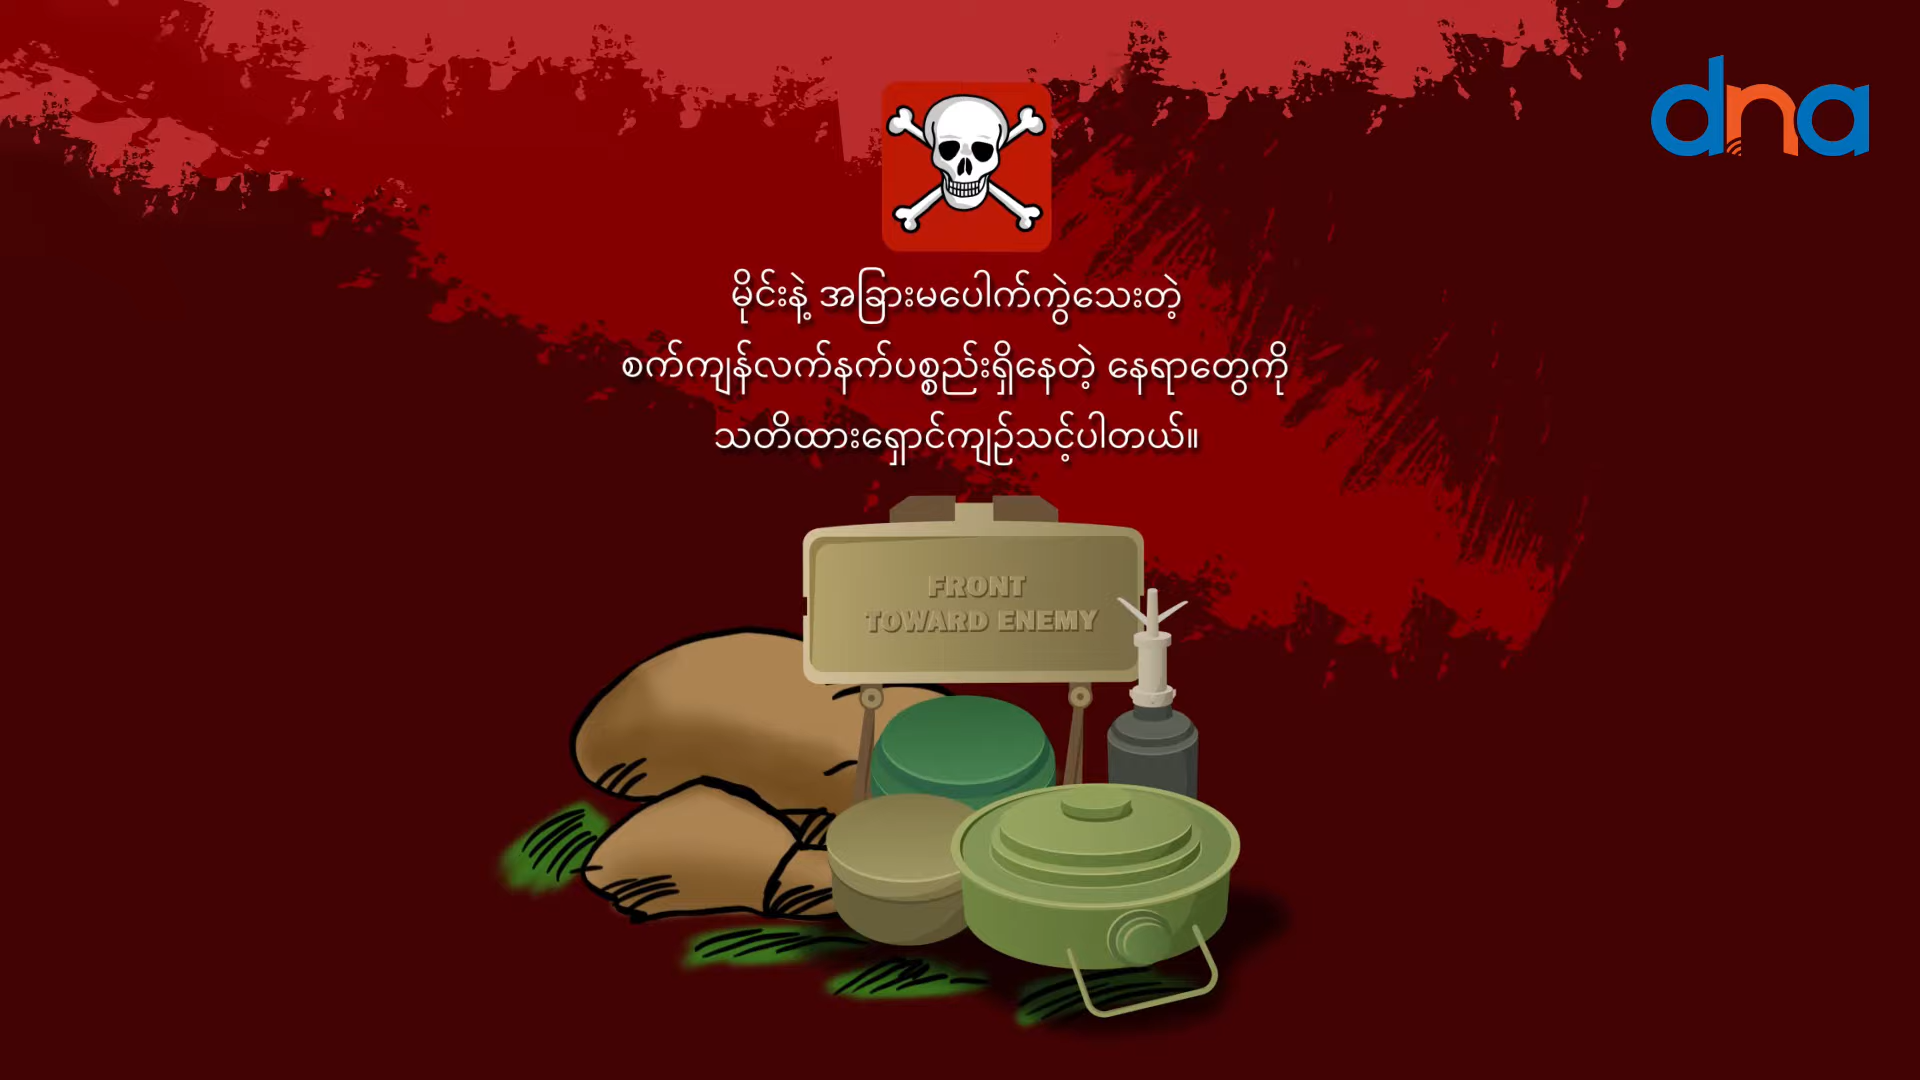 dna
မိုင်းနဲ့ အခြားမပေါက်ကွဲသေးတဲ့
စက်ကျန်လက်နက်ပစ္စည်းရှိနေတဲ့ နေရာတွေကို
သတိထားရှောင်ကျဉ်သင့်ပါတယ်။
FRONT
TOWARD ENEMY